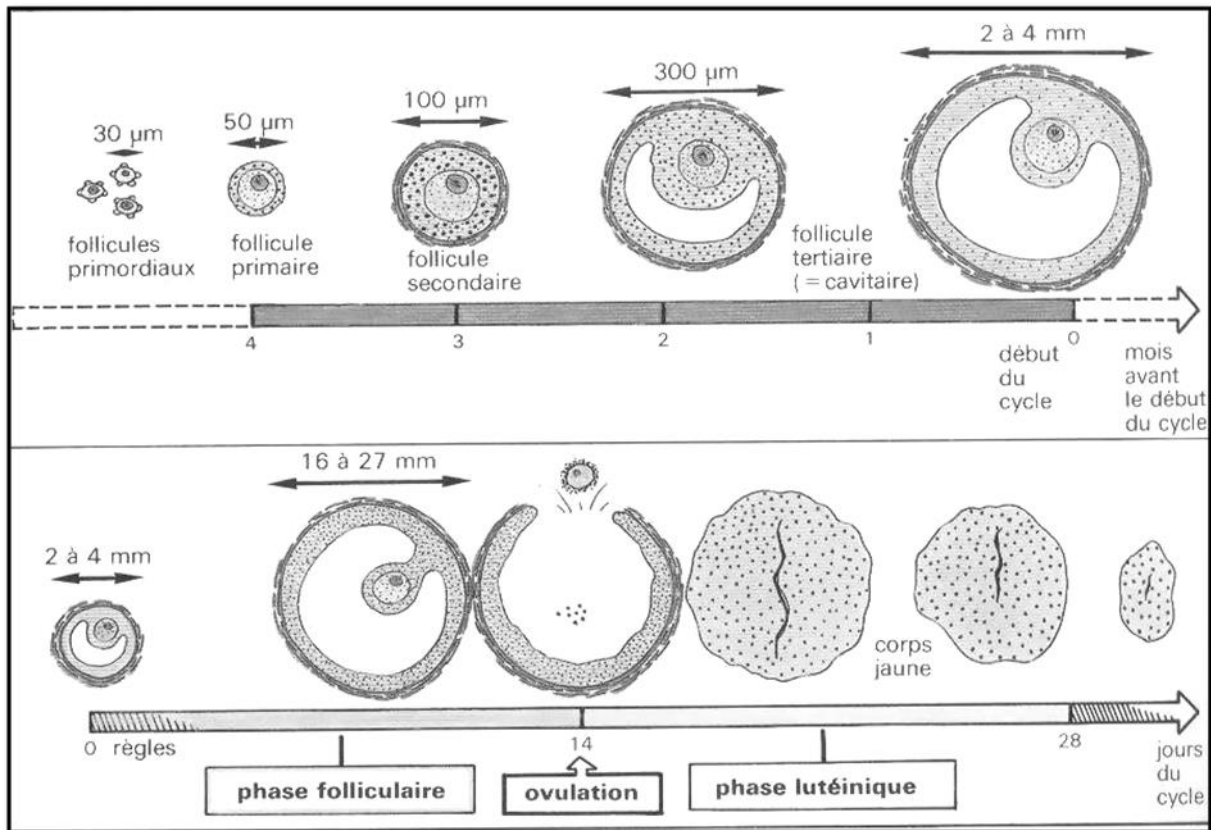 2 à 4 mm
300 µm
100 µm
50 µm
30 µm
follicules
primordiaux
follicule
primaire
follicule
secondaire
follicule
tertiaire
(= cavitaire)
4
3
2
1
0
début
du
cycle
mois
avant
le début
du cycle
16 à 27 mm
2 à 4 mm
corps
jaune
0 règles
14
28
jours
du
cycle
phase folliculaire
ovulation
phase lutéinique